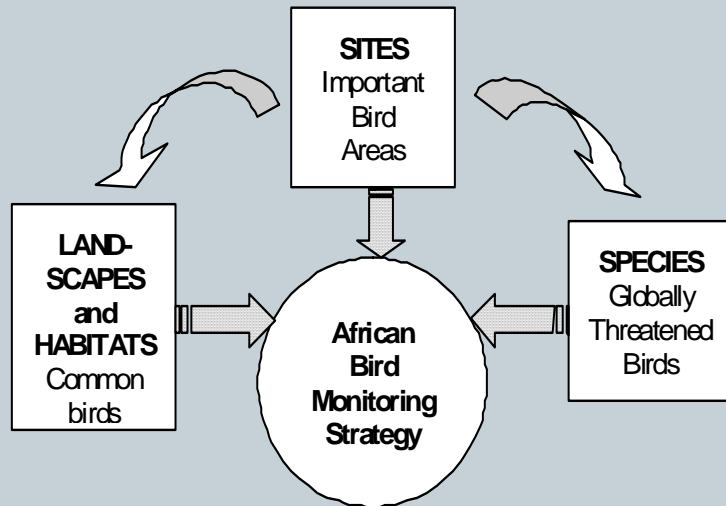 SITES
Important
Bird
Areas
LAND-
SCAPES
and
HABITATS
Common
birds
African
Bird
Monitoring
Strategy
SPECIES
Globally
Threatened
Birds